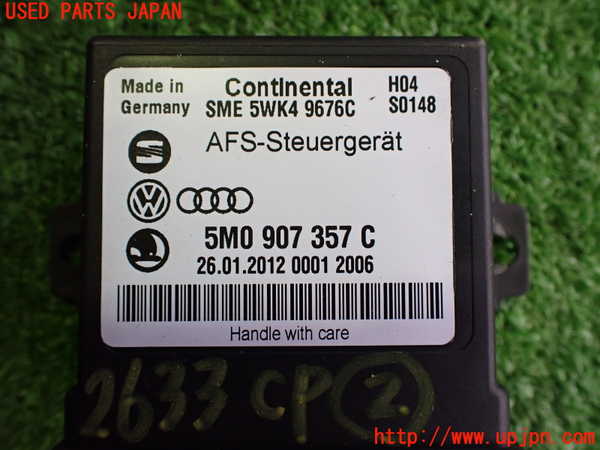 USED PARTS JAPAN
Made in
Germany
Continental
SME 5WK4 9676C
H04
S0148
AFS-Steuergerät
5M0 907 357 C
26.01.2012 0001 2006
Handle with care
2633 CP 2
http://www.upjpn.com/